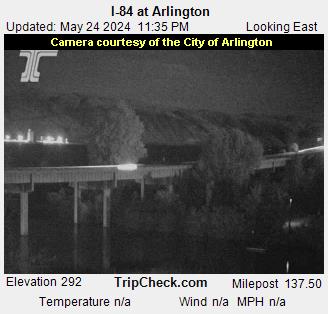 I-84 at Arlington
Updated: May 24 2024 11:35 PM Looking East
Camera courtesy of the City of Arlington
Elevation 292 TripCheck.com Milepost 137.50
Temperature n/a Wind n/a MPH n/a